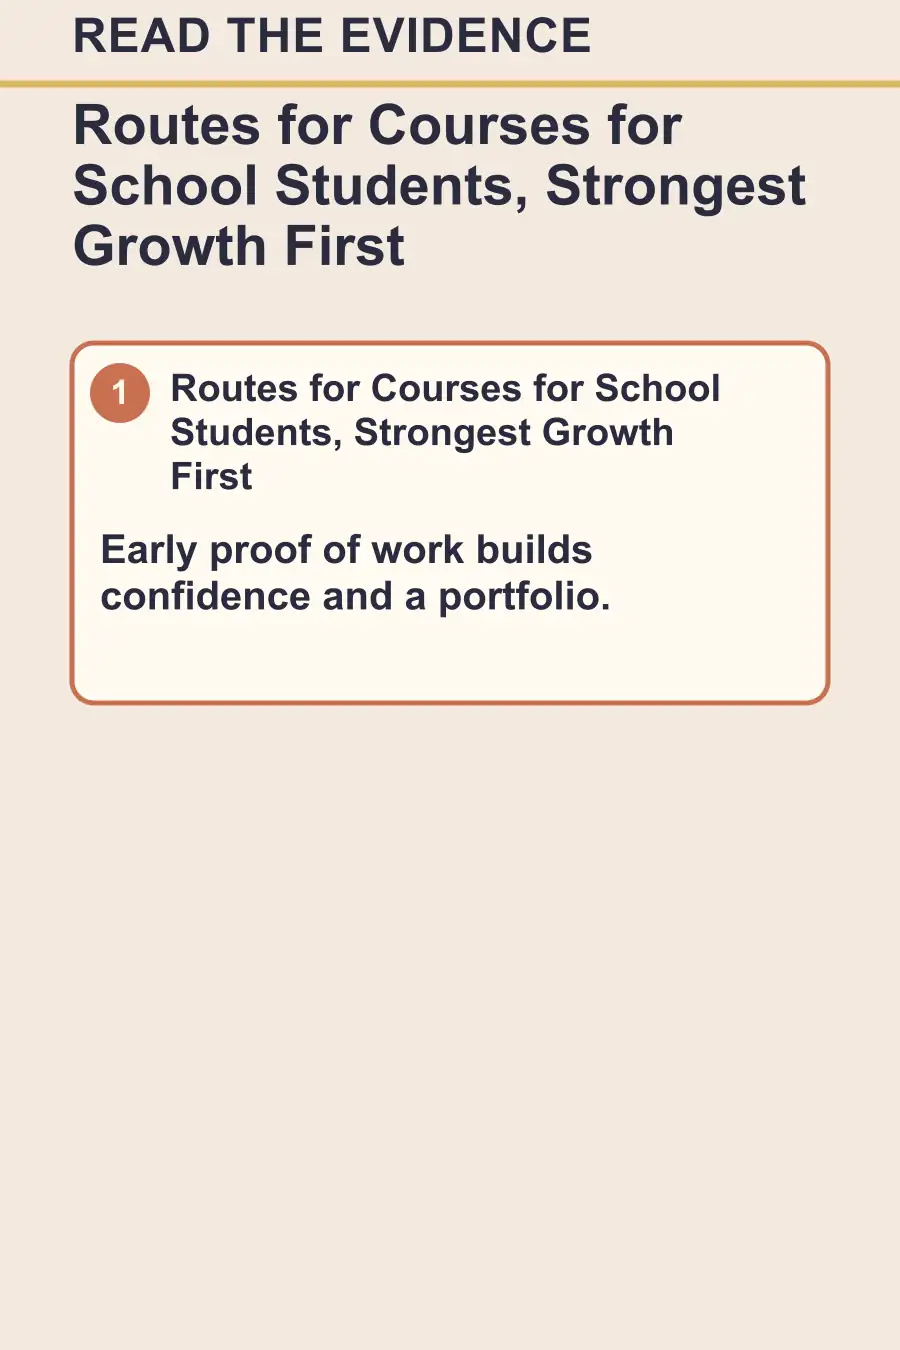 READ THE EVIDENCE
Routes for Courses for
School Students, Strongest
Growth First
1
Routes for Courses for School
Students, Strongest Growth
First
Early proof of work builds
confidence and a portfolio.